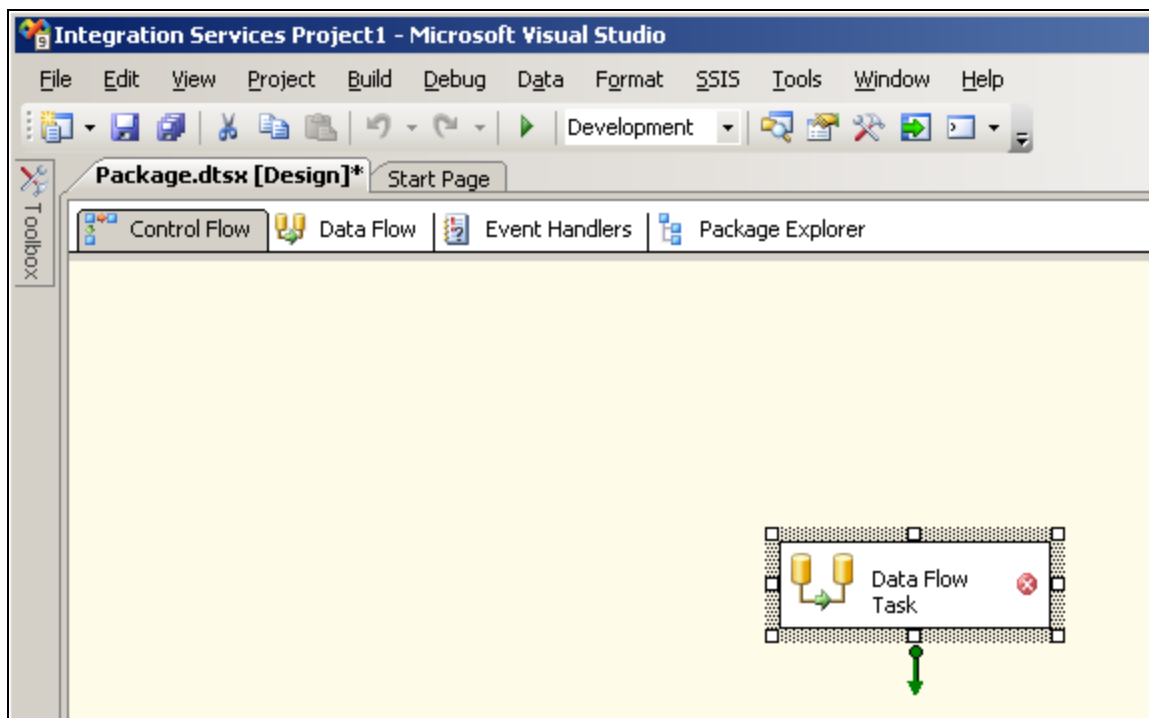 Integration Services Project1 - Microsoft Visual Studio
File Edit View Project Build Debug Data Format SSIS Tools Window Help
Development
Package.dtsx [Design]* Start Page
Toolbox
Control Flow Data Flow Event Handlers Package Explorer
Data Flow
Task